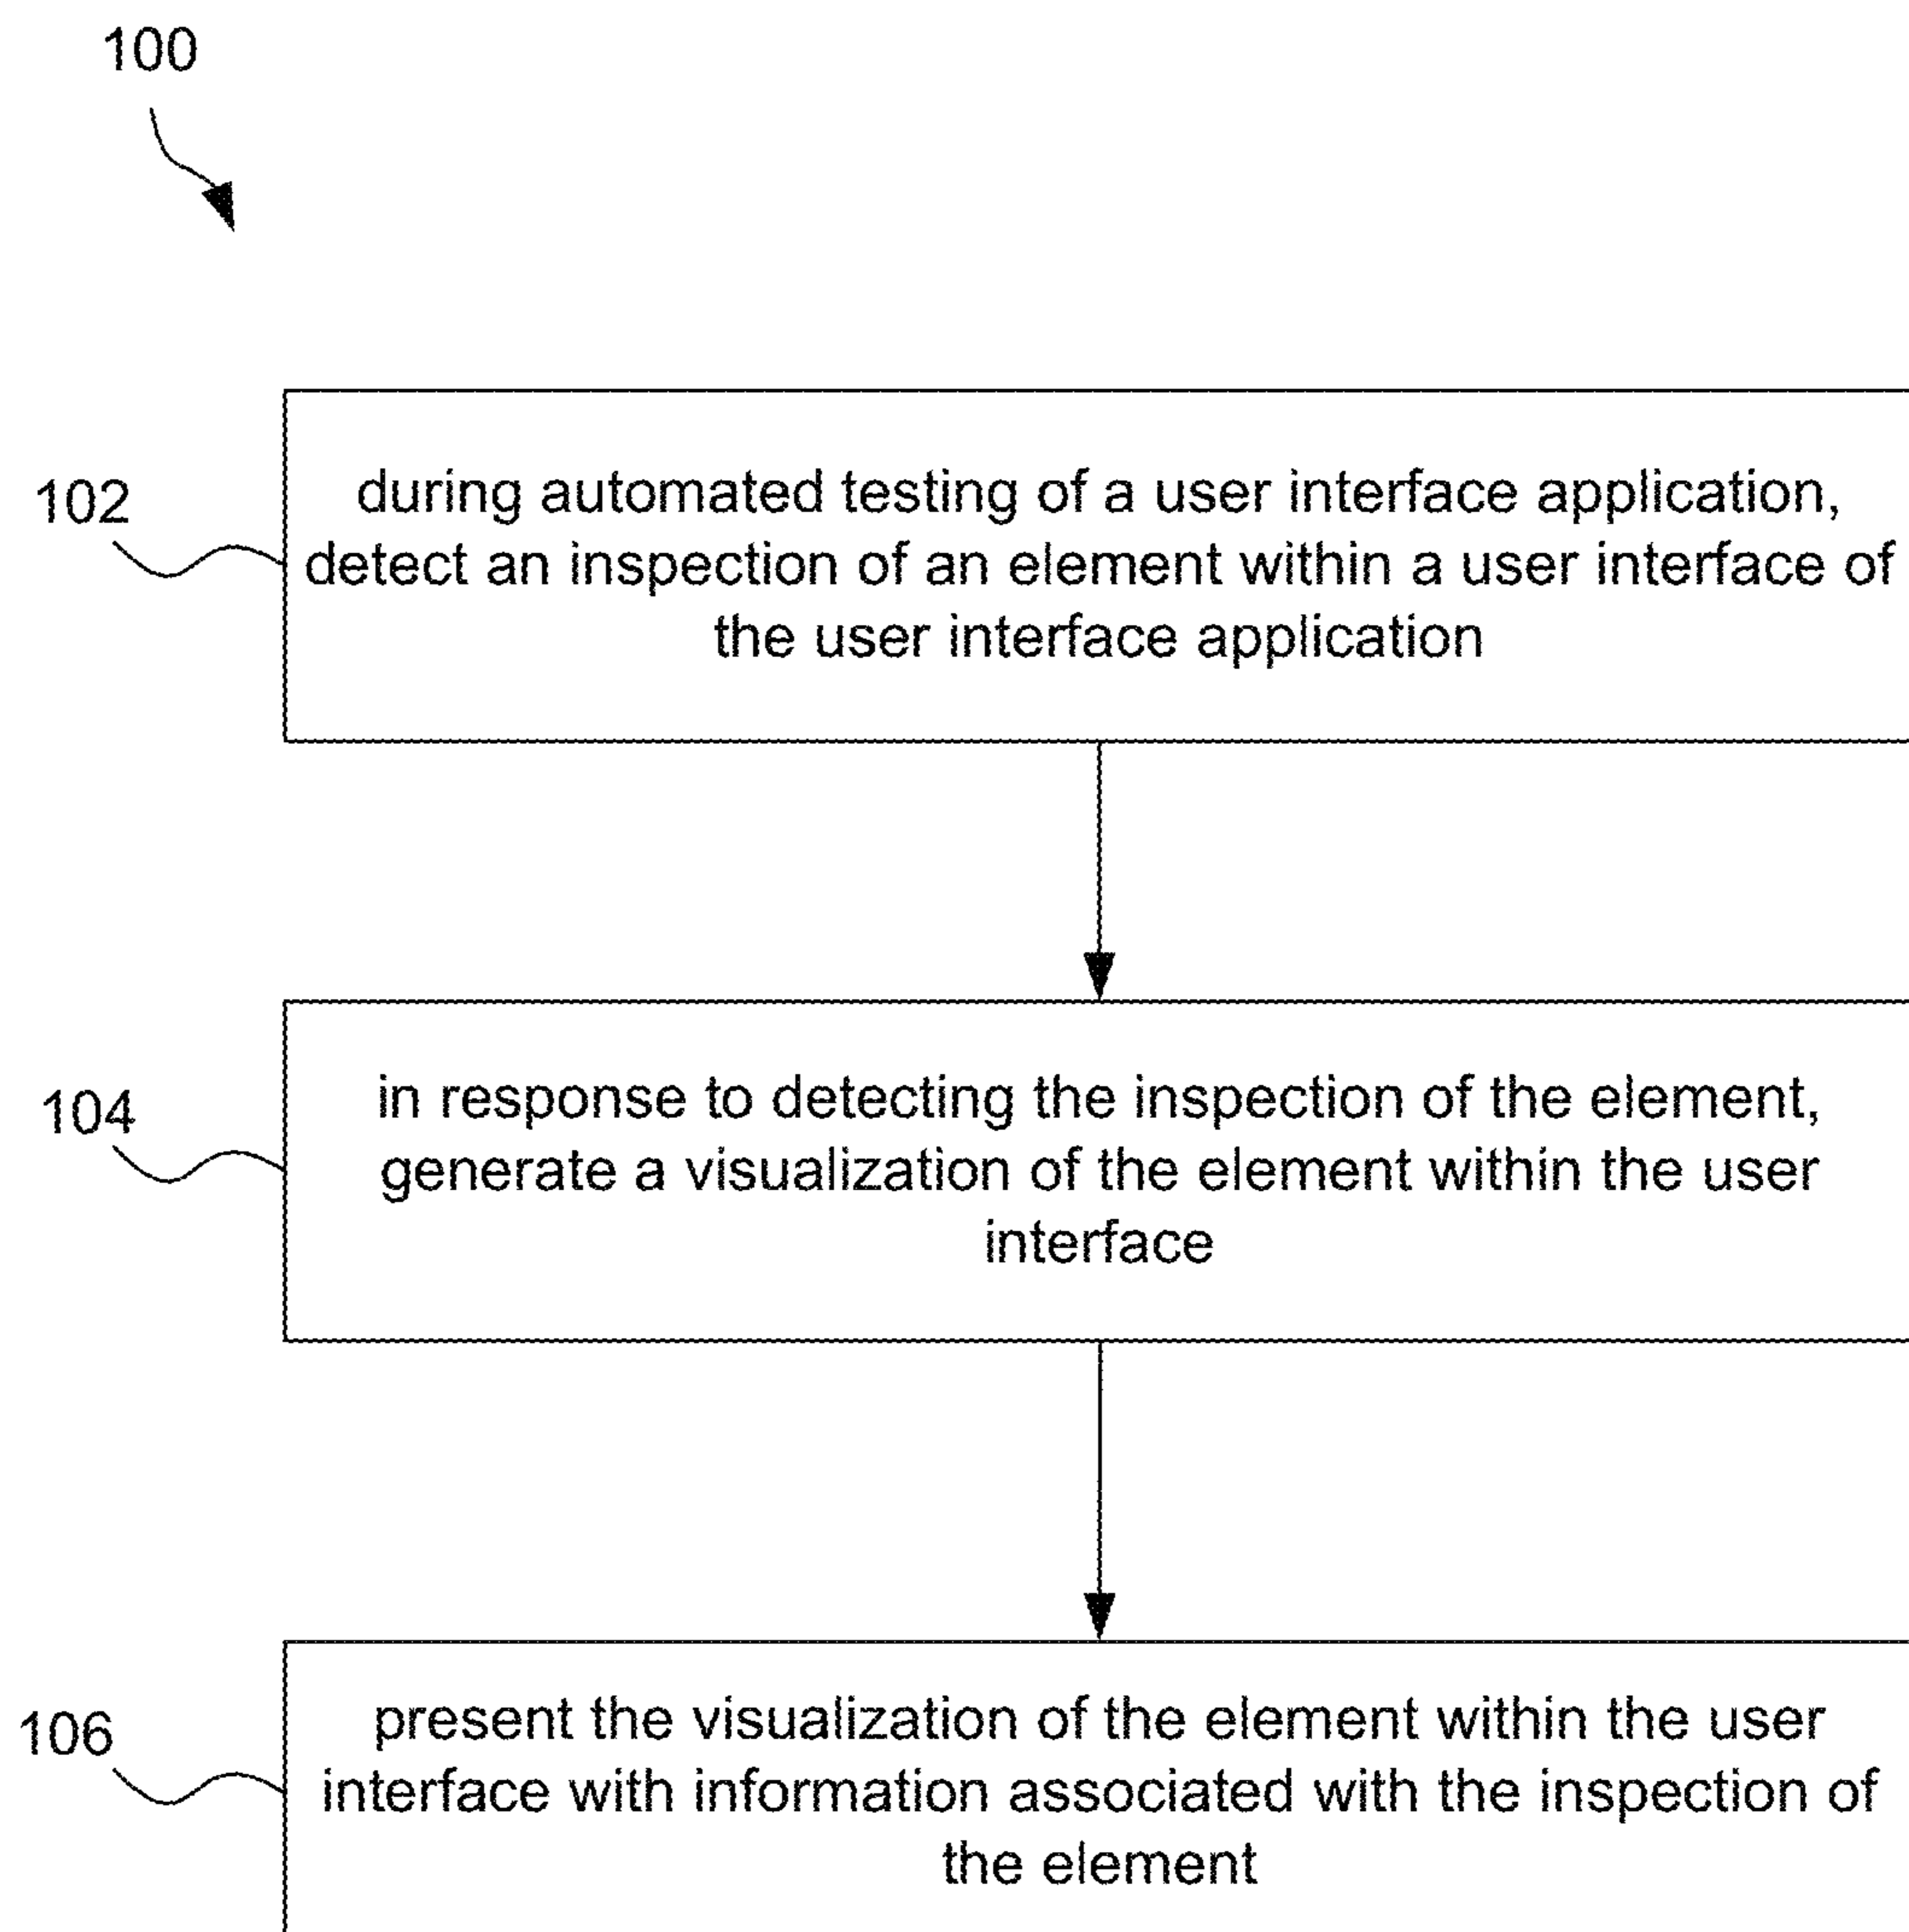 100
102
during automated testing of a user interface application,
detect an inspection of an element within a user interface of
the user interface application
104
in response to detecting the inspection of the element,
generate a visualization of the element within the user
interface
106
present the visualization of the element within the user
interface with information associated with the inspection of
the element